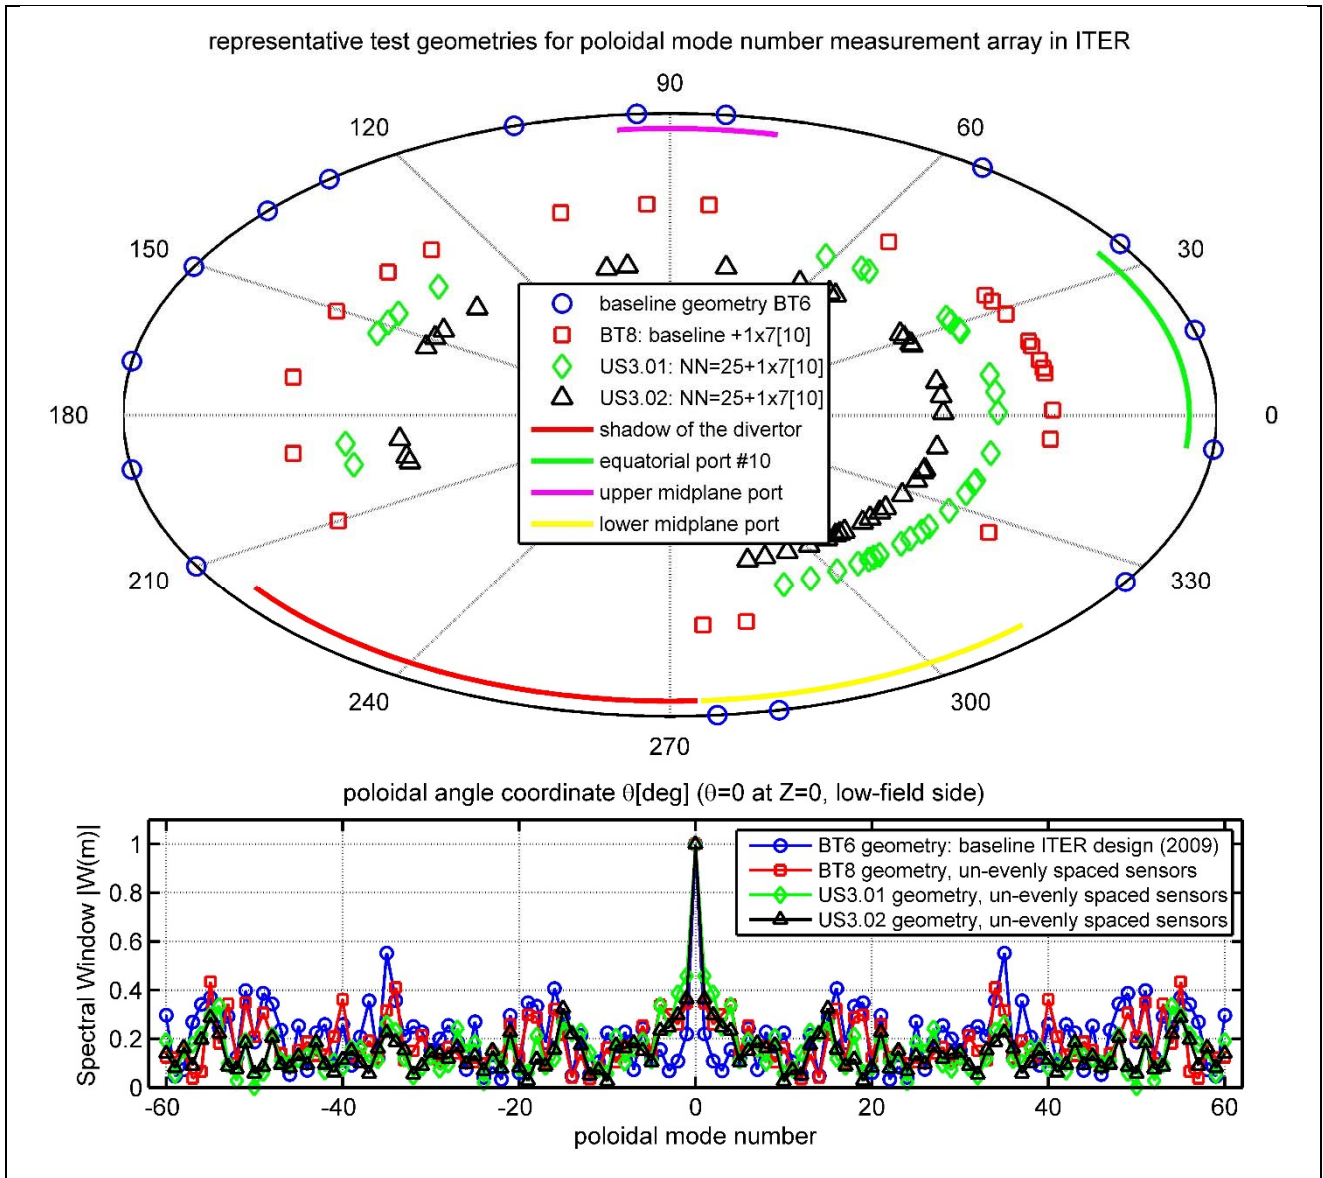 representative test geometries for poloidal mode number measurement array in ITER
90
120
60
150
30
180
0
210
330
240
300
270
baseline geometry BT6
BT8: baseline +1x7[10]
US3.01: NN=25+1x7[10]
US3.02: NN=25+1x7[10]
shadow of the divertor
equatorial port #10
upper midplane port
lower midplane port
poloidal angle coordinate θ[deg] (θ=0 at Z=0, low-field side)
Spectral Window |W(m)|
1
0.8
0.6
0.4
0.2
0
BT6 geometry: baseline ITER design (2009)
BT8 geometry, un-evenly spaced sensors
US3.01 geometry, un-evenly spaced sensors
US3.02 geometry, un-evenly spaced sensors
-60 -40 -20 0 20 40 60
poloidal mode number